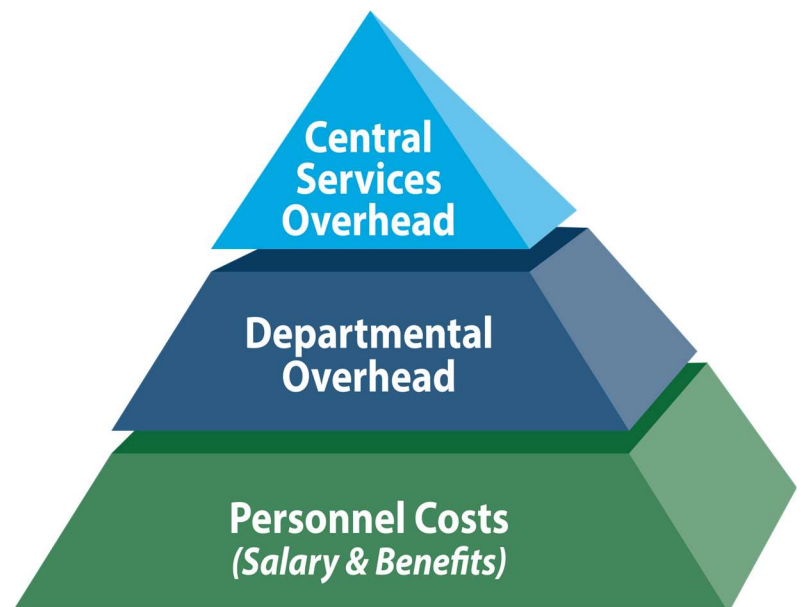 Central
Services
Overhead
Departmental
Overhead
Personnel Costs
(Salary & Benefits)